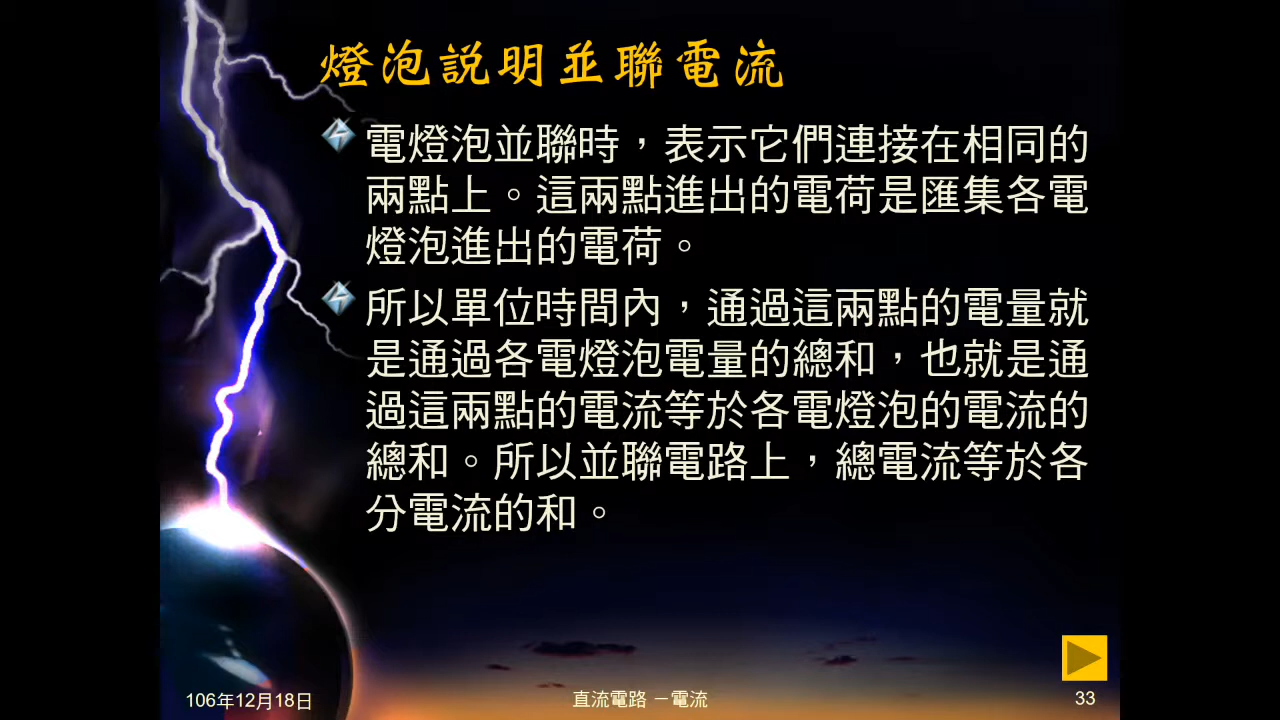 燈泡説明並聯電流
電燈泡並聯時，表示它們連接在相同的
兩點上。這兩點進出的電荷是匯集各電
燈泡進出的電荷。
所以單位時間內，通過這兩點的電量就
是通過各電燈泡電量的總和，也就是通
過這兩點的電流等於各電燈泡的電流的
總和。所以並聯電路上，總電流等於各
分電流的和。
106年12月18日
直流電路 －電流
33